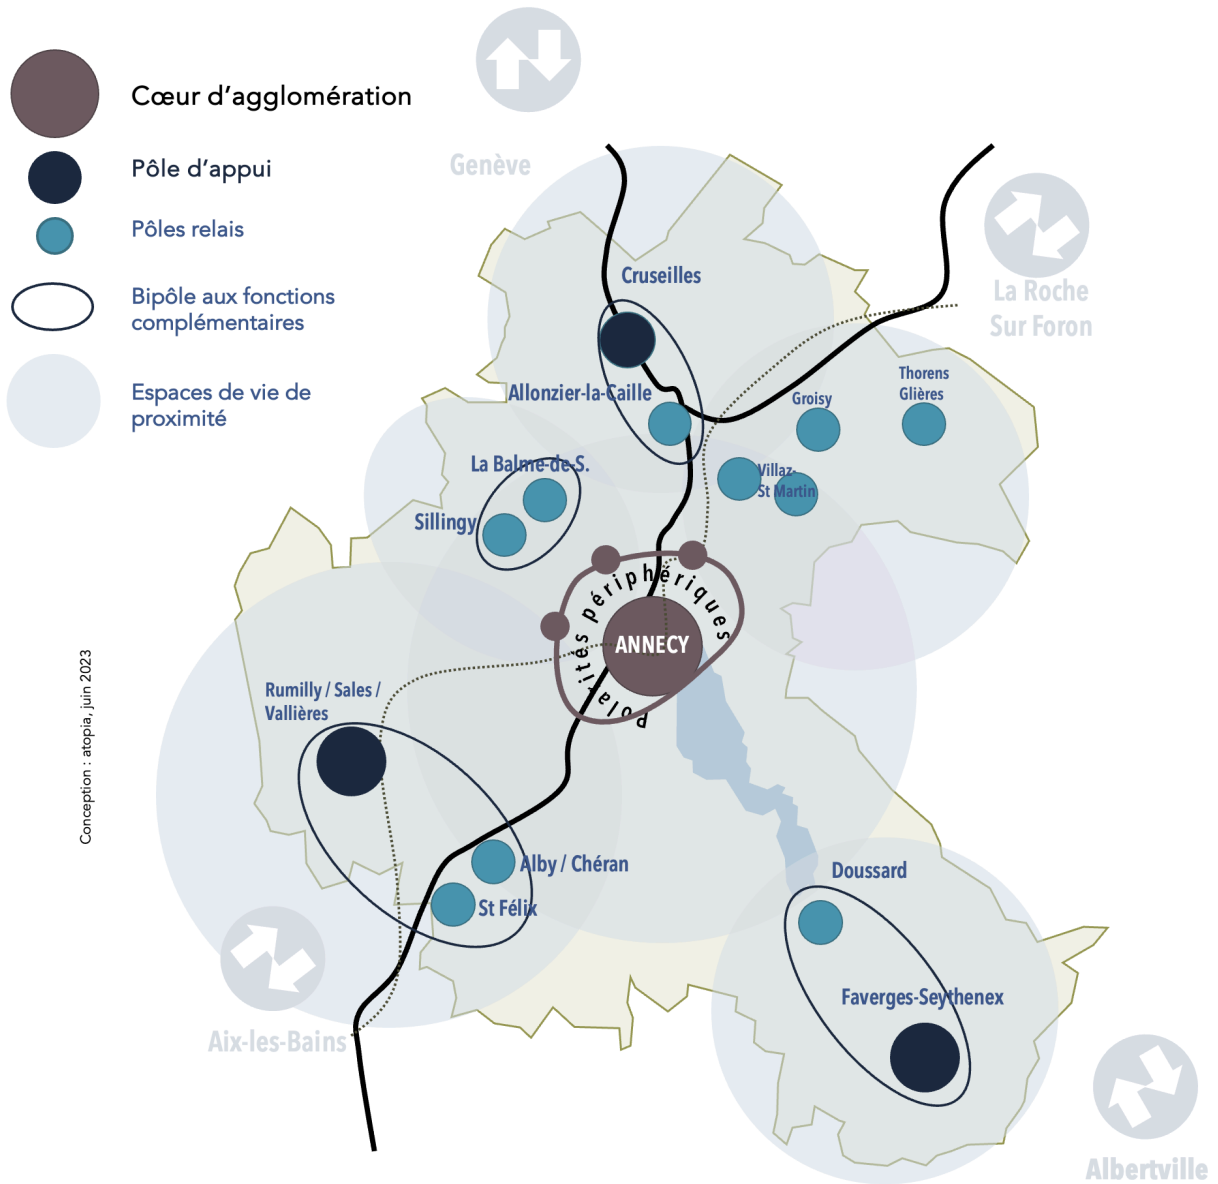 Cœur d'agglomération
Pôle d'appui
Pôles relais
Bipôle aux fonctions
complémentaires
Espaces de vie de
proximité
Genève
La Roche
Sur Foron
Cruseilles
Allonzier-la-Caille
Thorens
Glières
Groisy
La Balme-de-S.
Villaz-
St Martin
Sillingy
Polarités périphériques
ANNECY
Rumilly / Sales /
Vallières
Alby / Chéran
St Félix
Doussard
Faverges-Seythenex
Aix-les-Bains
Albertville
Conception : atopia, juin 2023